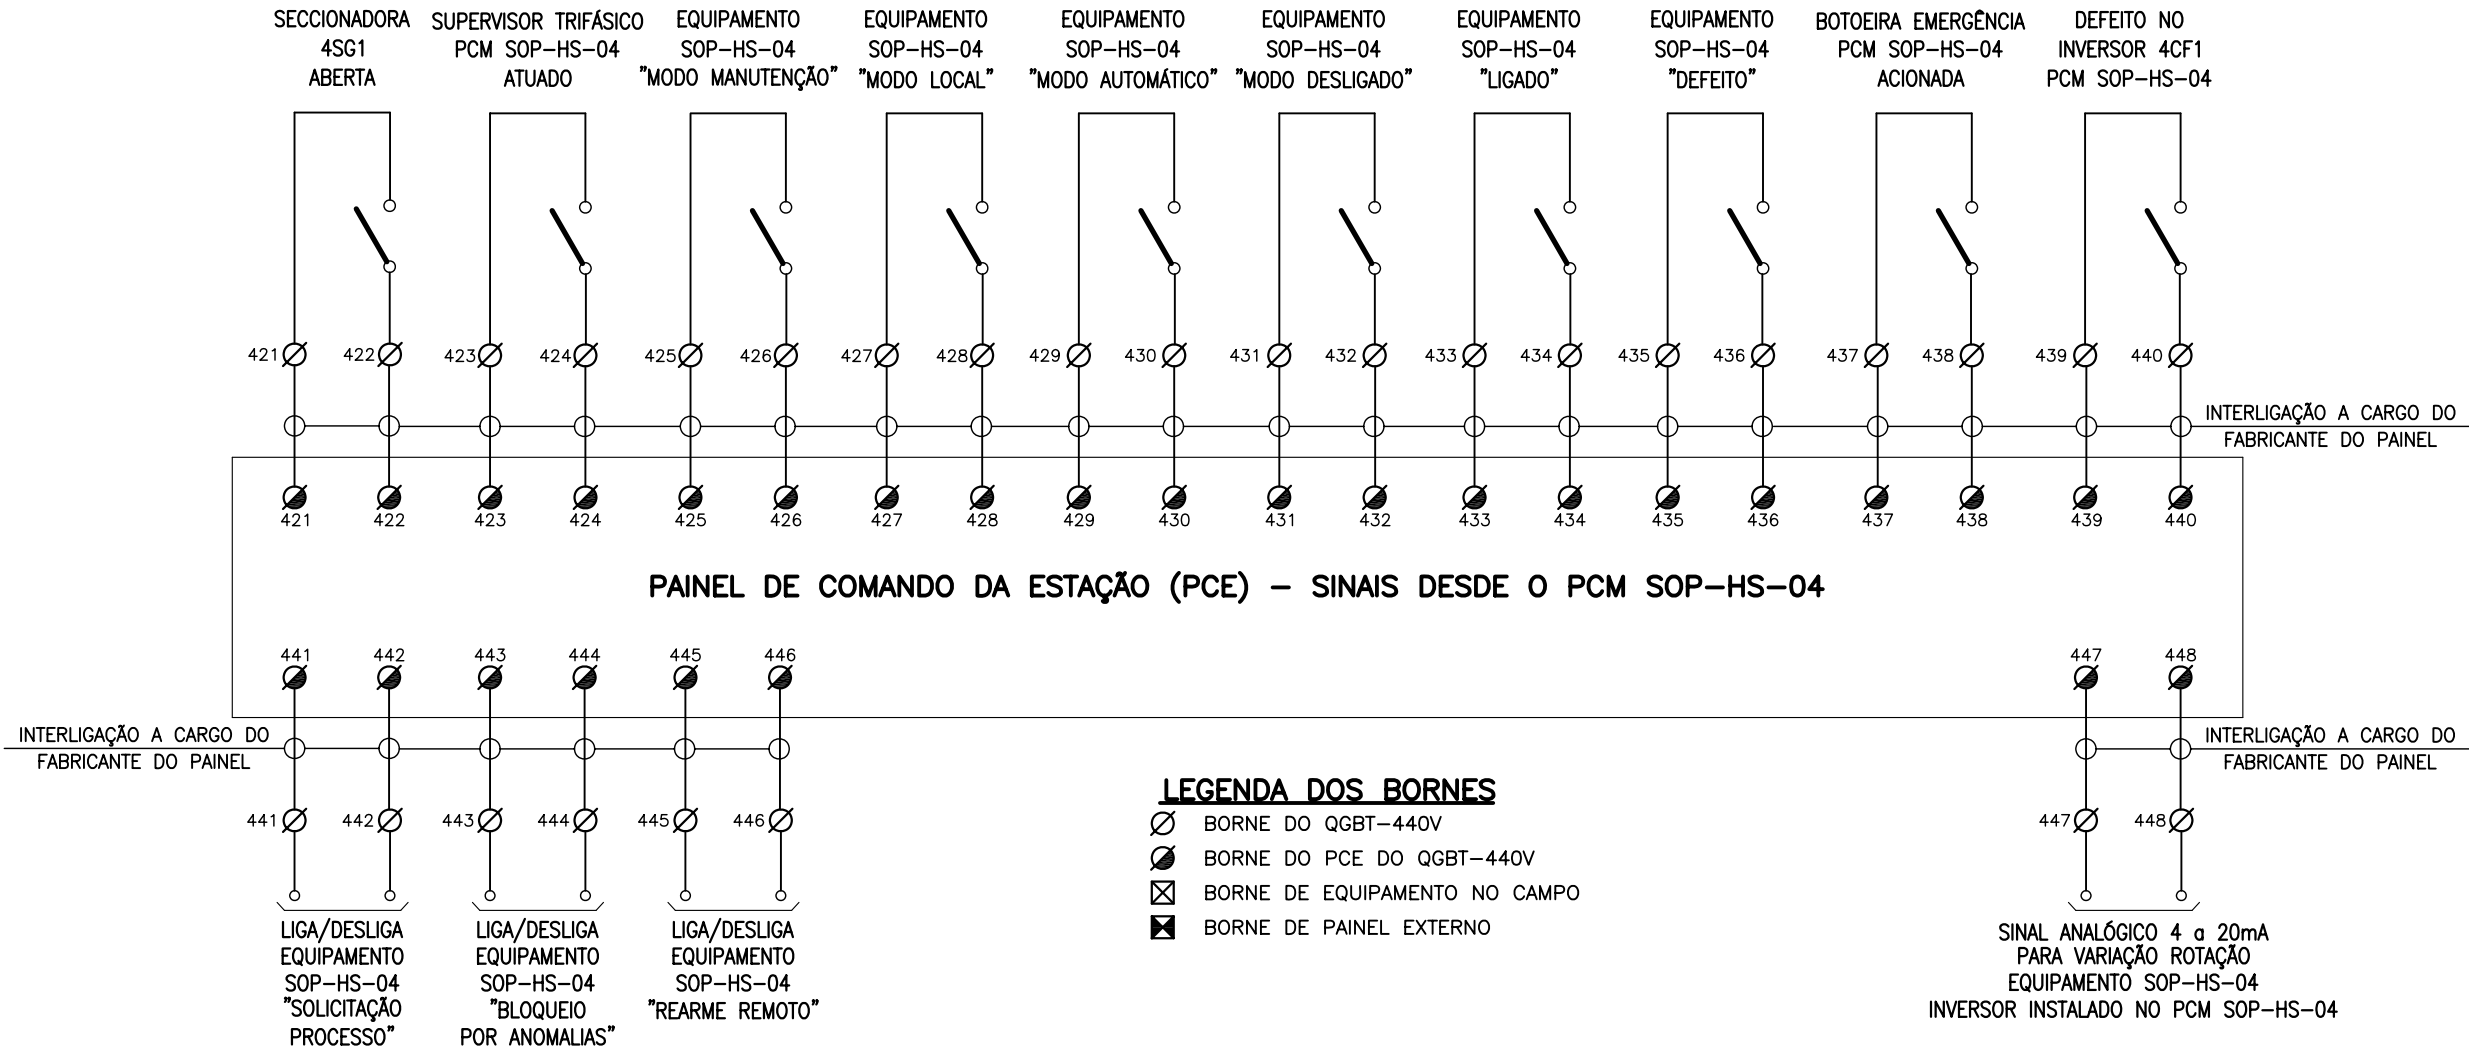 SECCIONADORA
4SG1
ABERTA
SUPERVISOR TRIFÁSICO
PCM SOP-HS-04
ATUADO
EQUIPAMENTO
SOP-HS-04
"MODO MANUTENÇÃO"
EQUIPAMENTO
SOP-HS-04
"MODO LOCAL"
EQUIPAMENTO
SOP-HS-04
"MODO AUTOMÁTICO"
EQUIPAMENTO
SOP-HS-04
"MODO DESLIGADO"
EQUIPAMENTO
SOP-HS-04
"LIGADO"
EQUIPAMENTO
SOP-HS-04
"DEFEITO"
BOTOEIRA EMERGÊNCIA
PCM SOP-HS-04
ACIONADA
DEFEITO NO
INVERSOR 4CF1
PCM SOP-HS-04
421 422 423 424 425 426 427 428 429 430 431 432 433 434 435 436 437 438 439 440
INTERLIGAÇÃO A CARGO DO
FABRICANTE DO PAINEL
421 422 423 424 425 426 427 428 429 430 431 432 433 434 435 436 437 438 439 440
PAINEL DE COMANDO DA ESTAÇÃO (PCE) - SINAIS DESDE O PCM SOP-HS-04
441 442 443 444 445 446 447 448
INTERLIGAÇÃO A CARGO DO
FABRICANTE DO PAINEL
INTERLIGAÇÃO A CARGO DO
FABRICANTE DO PAINEL
441 442 443 444 445 446 447 448
LIGA/DESLIGA
EQUIPAMENTO
SOP-HS-04
"SOLICITAÇÃO
PROCESSO"
LIGA/DESLIGA
EQUIPAMENTO
SOP-HS-04
"BLOQUEIO
POR ANOMALIAS"
LIGA/DESLIGA
EQUIPAMENTO
SOP-HS-04
"REARME REMOTO"
LEGENDA DOS BORNES
BORNE DO QGBT-440V
BORNE DO PCE DO QGBT-440V
BORNE DE EQUIPAMENTO NO CAMPO
BORNE DE PAINEL EXTERNO
SINAL ANALÓGICO 4 a 20mA
PARA VARIAÇÃO ROTAÇÃO
EQUIPAMENTO SOP-HS-04
INVERSOR INSTALADO NO PCM SOP-HS-04